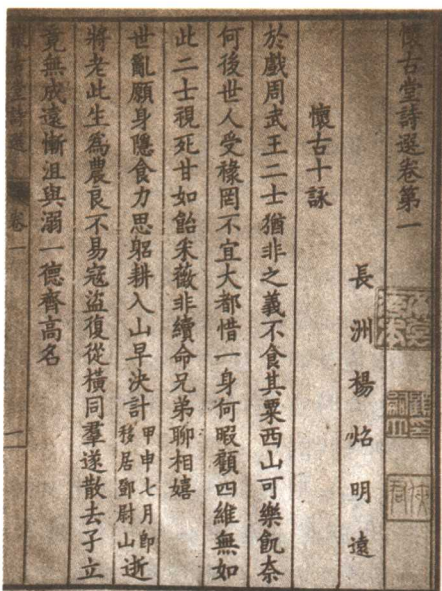 懷古堂詩選卷第一
長洲楊炤明遠
懷古十詠
於戲周武王二士猶非之義不食其粟西山可樂飢奈
何後世人受祿罔不宜大都惜一身何暇顧四維無如
此二士視死甘如飴采薇非續命兄弟聊相嬉
世亂願身隱食力思躬耕入山早決計甲申七月卽移居鄧尉山逝
將老此生爲農良不易寇盜復從橫同羣遂散去孑立
竟無成遠慚沮與溺一德齊高名
古堂詩選 卷一 一